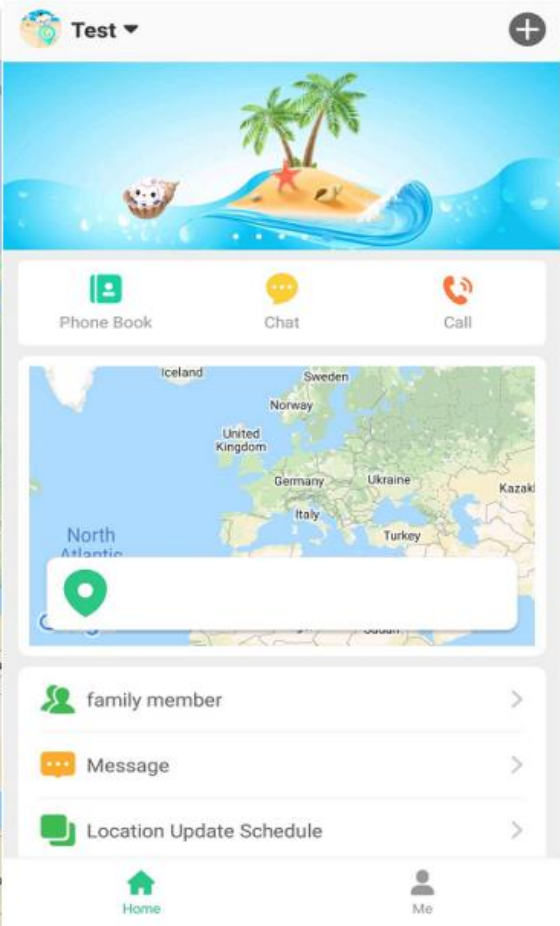 Test
Phone Book
Chat
Call
Iceland
Sweden
Norway
United
Kingdom
Germany
Ukraine
Kazak
Italy
Turkey
North
Atlantic
family member
Message
Location Update Schedule
Home
Me